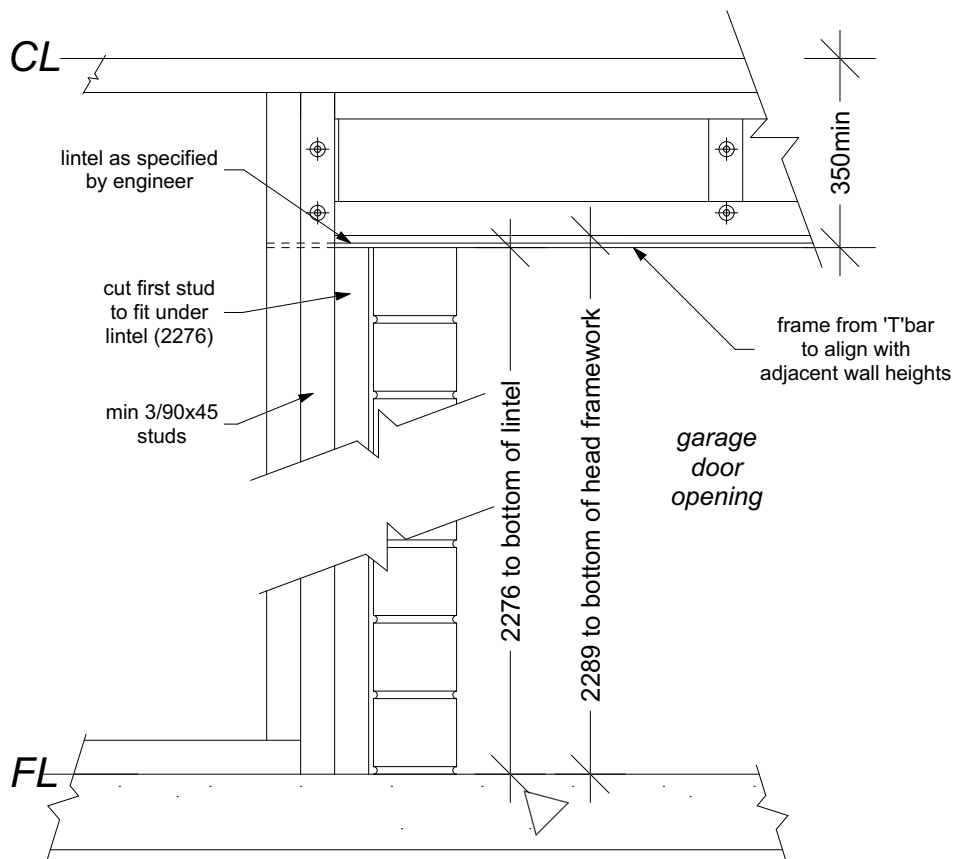 CL
350min
lintel as specified
by engineer
cut first stud
to fit under
lintel (2276)
min 3/90x45
studs
2276 to bottom of lintel
2289 to bottom of head framework
frame from 'T'bar
to align with
adjacent wall heights
garage
door
opening
FL